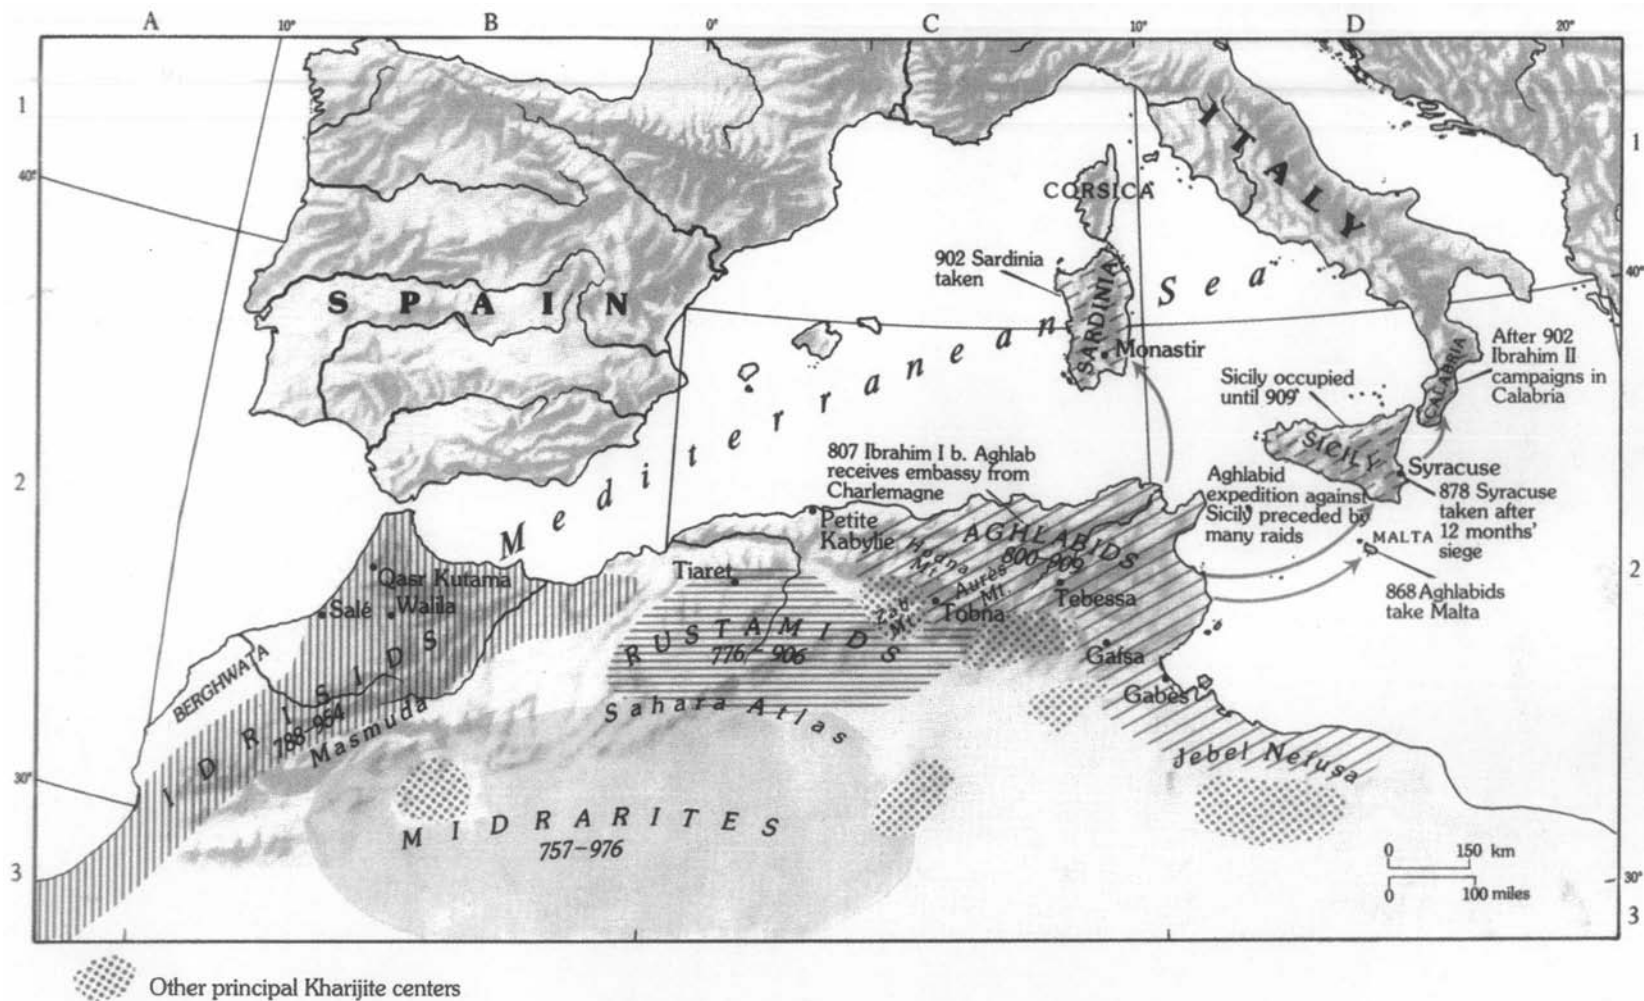 A 10° B 0° C 10° D 20°
1
1
40°
40°
ITALY
CORSICA
902 Sardinia
taken
SARDINIA
Mediterranean Sea
SPAIN
Monastir
After 902
Ibrahim II
campaigns in
Calabria
CALABRIA
Sicily occupied
until 909
SICILY
Syracuse
878 Syracuse
taken after
12 months'
siege
807 Ibrahim I b. Aghlab
receives embassy from
Charlemagne
Aghlabid
expedition against
Sicily preceded by
many raids
MALTA
868 Aghlabids
take Malta
2
2
Petite
Kabylie
AGHLABIDS
800–909
Hodna
Mt.
Aurès
Mt.
Zab
Mt.
Tiaret
Tobna
Tebessa
Qasr Kutama
Salé
Walila
RUSTAMIDS
776–906
Gafsa
Gabès
BERGHWATA
IDRISIDS
788–954
Masmuda
Sahara Atlas
Jebel Nefusa
30°
30°
MIDRARITES
757–976
3
3
0 150 km
0 100 miles
Other principal Kharijite centers